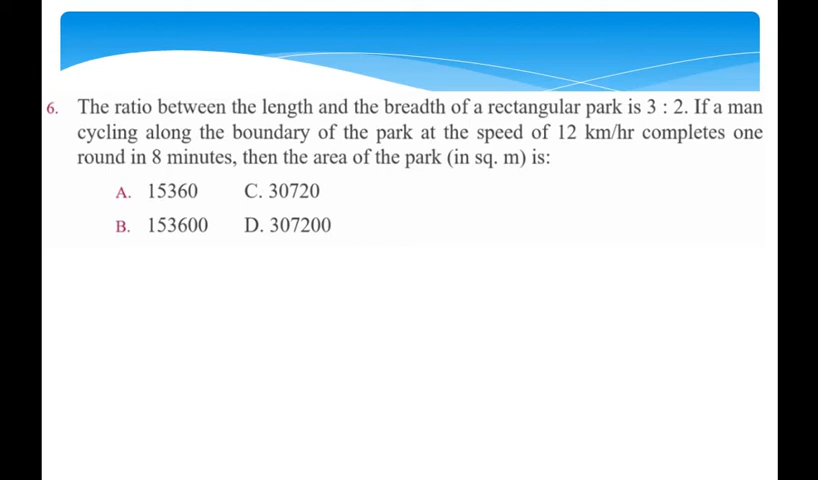 6. The ratio between the length and the breadth of a rectangular park is 3 : 2. If a man
cycling along the boundary of the park at the speed of 12 km/hr completes one
round in 8 minutes, then the area of the park (in sq. m) is:
A. 15360 C. 30720
B. 153600 D. 307200